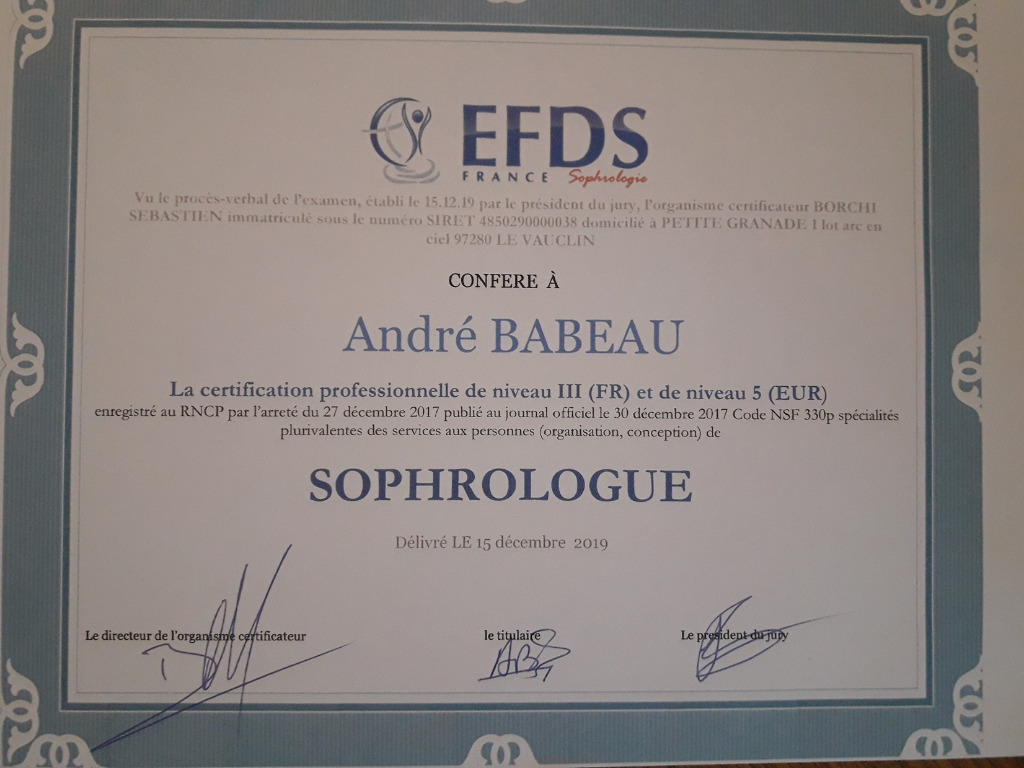 EFDS
FRANCE Sophrologie
Vu le procès-verbal de l'examen, établi le 15.12.19 par le président du jury, l'organisme certificateur BORCHI
SEBASTIEN immatriculé sous le numéro SIRET 4850290000038 domicilié à PETITE GRANADE 1 lot arc en
ciel 97280 LE VAUCLIN
CONFERE À
André BABEAU
La certification professionnelle de niveau III (FR) et de niveau 5 (ŒUR)
enregistré au RNCP par l'arreté du 27 décembre 2017 publié au journal officiel le 30 décembre 2017 Code NSF 330p spécialités
plurivalentes des services aux personnes (organisation, conception) de
SOPHROLOGUE
Délivré LE 15 décembre 2019
Le directeur de l'organisme certificateur le titulaire Le president du jury